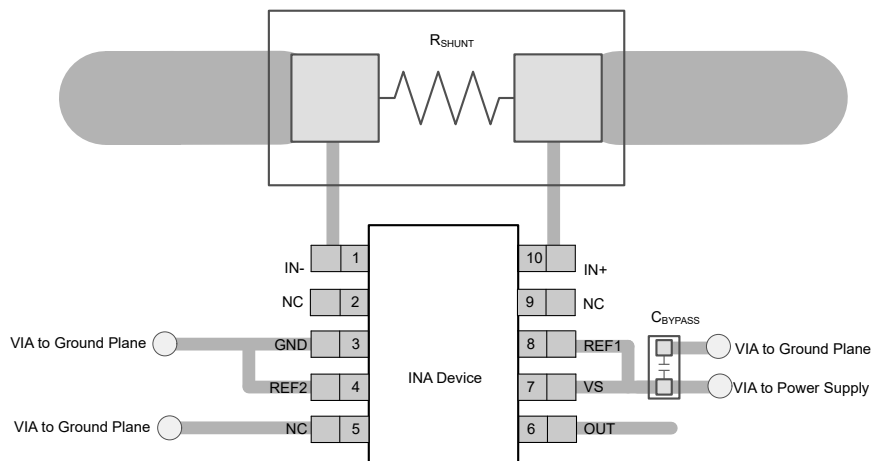 RSHUNT
1
10
IN-
IN+
NC
2
9
NC
CBYPASS
VIA to Ground Plane
GND
3
8
REF1
VIA to Ground Plane
INA Device
REF2
4
7
VS
VIA to Power Supply
VIA to Ground Plane
NC
5
6
OUT